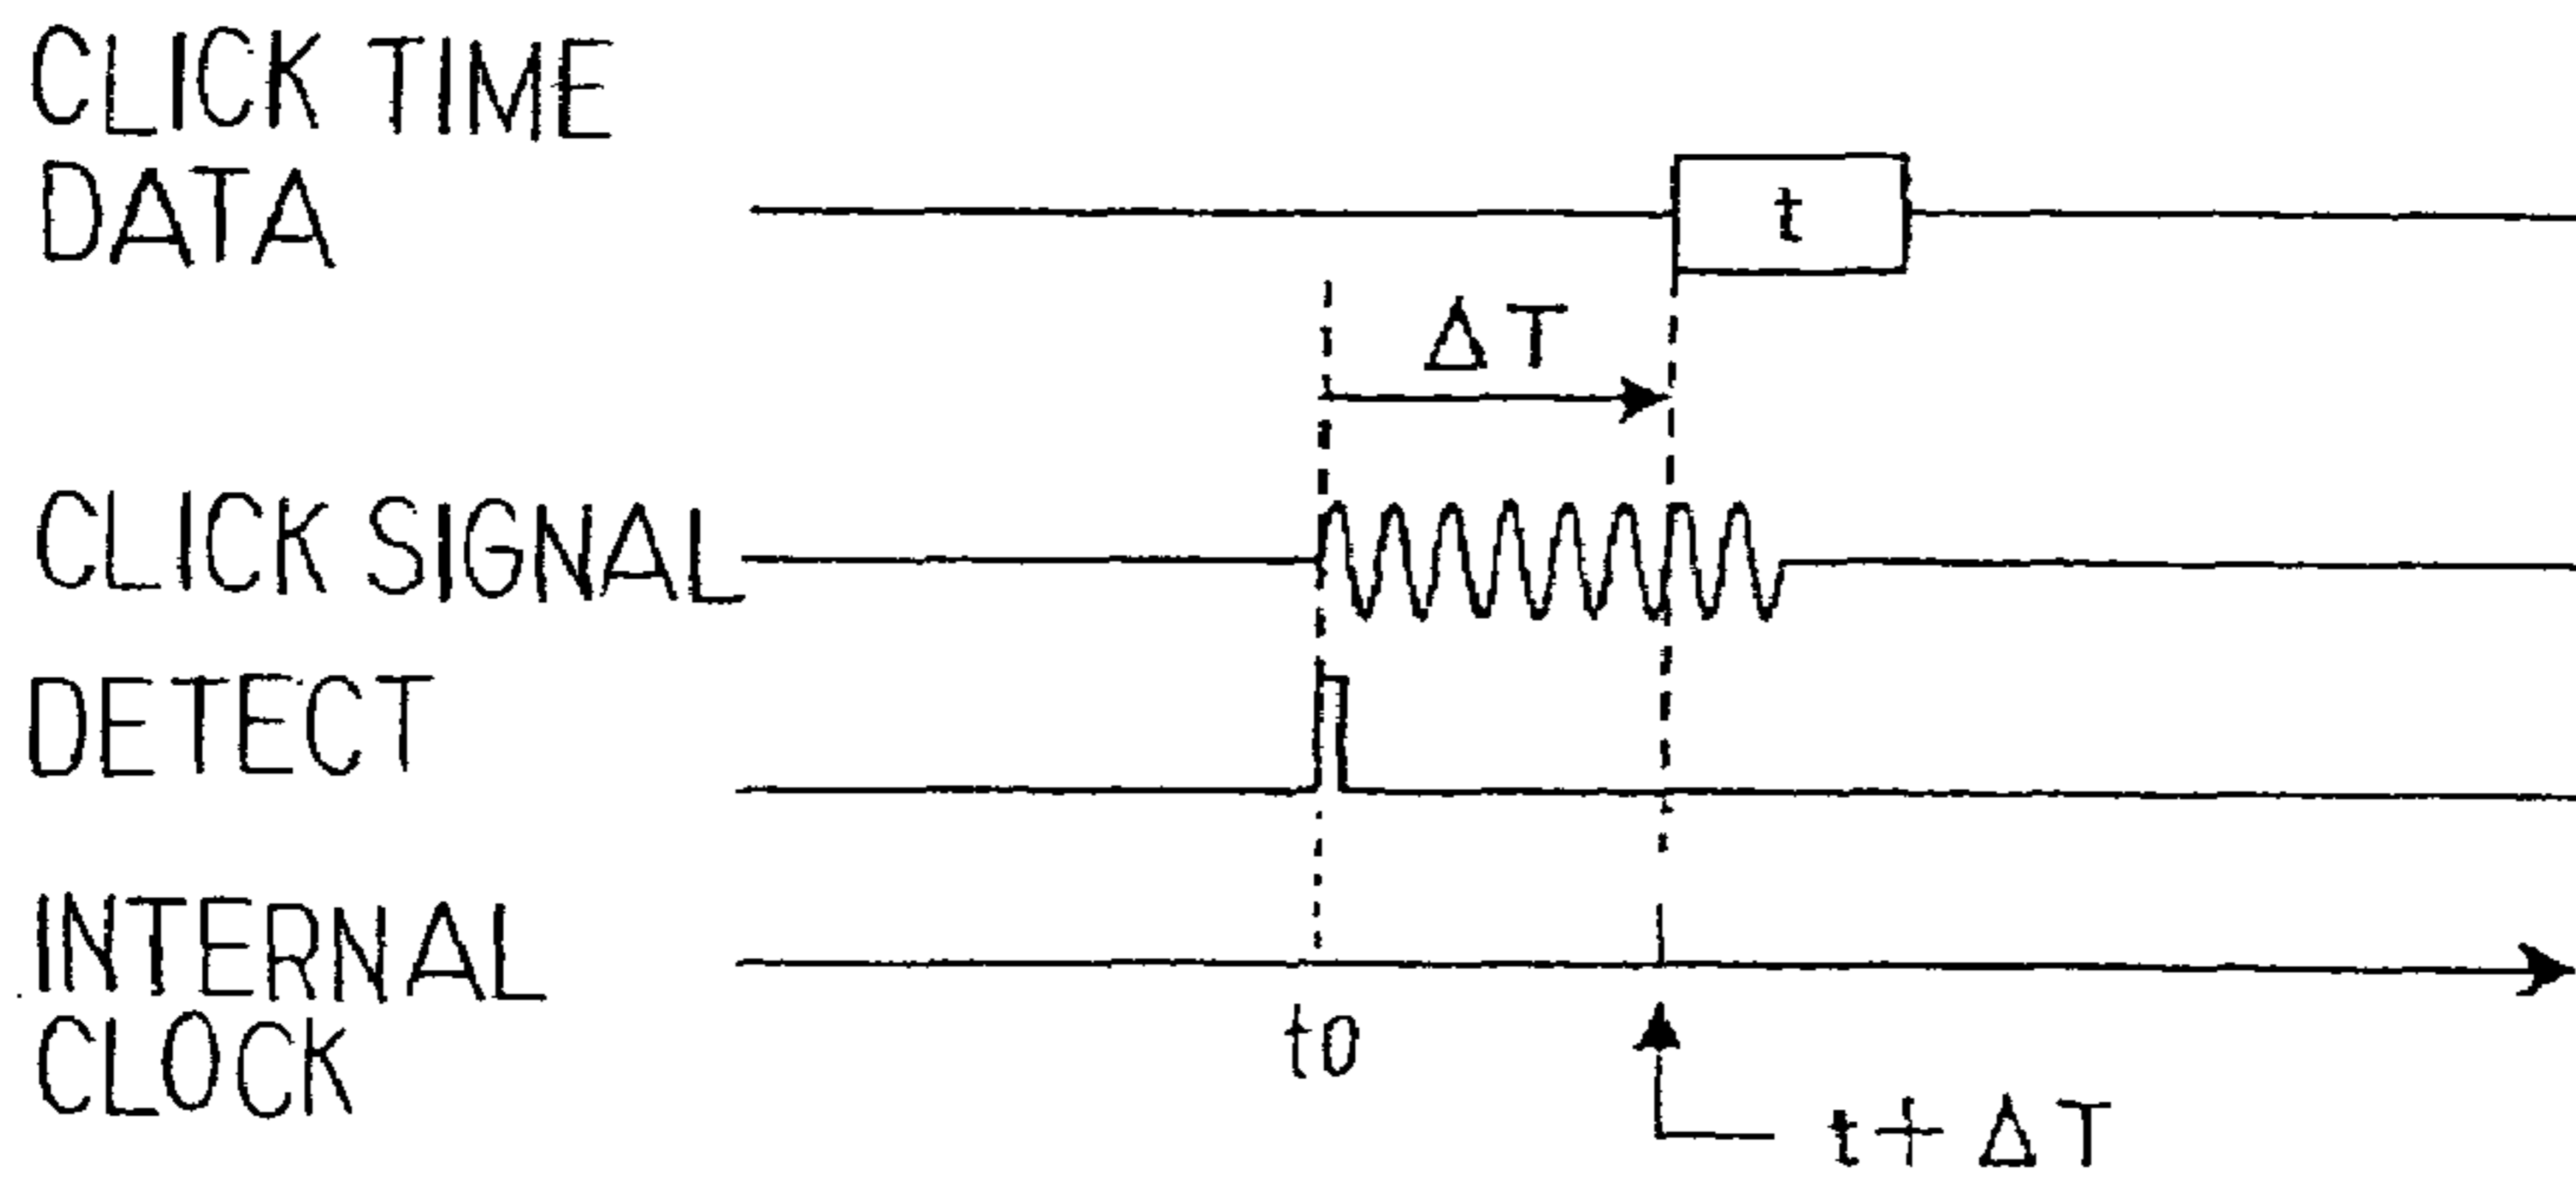 CLICK TIME
DATA
t
ΔT
CLICK SIGNAL
DETECT
INTERNAL
CLOCK
t0
t+ΔT